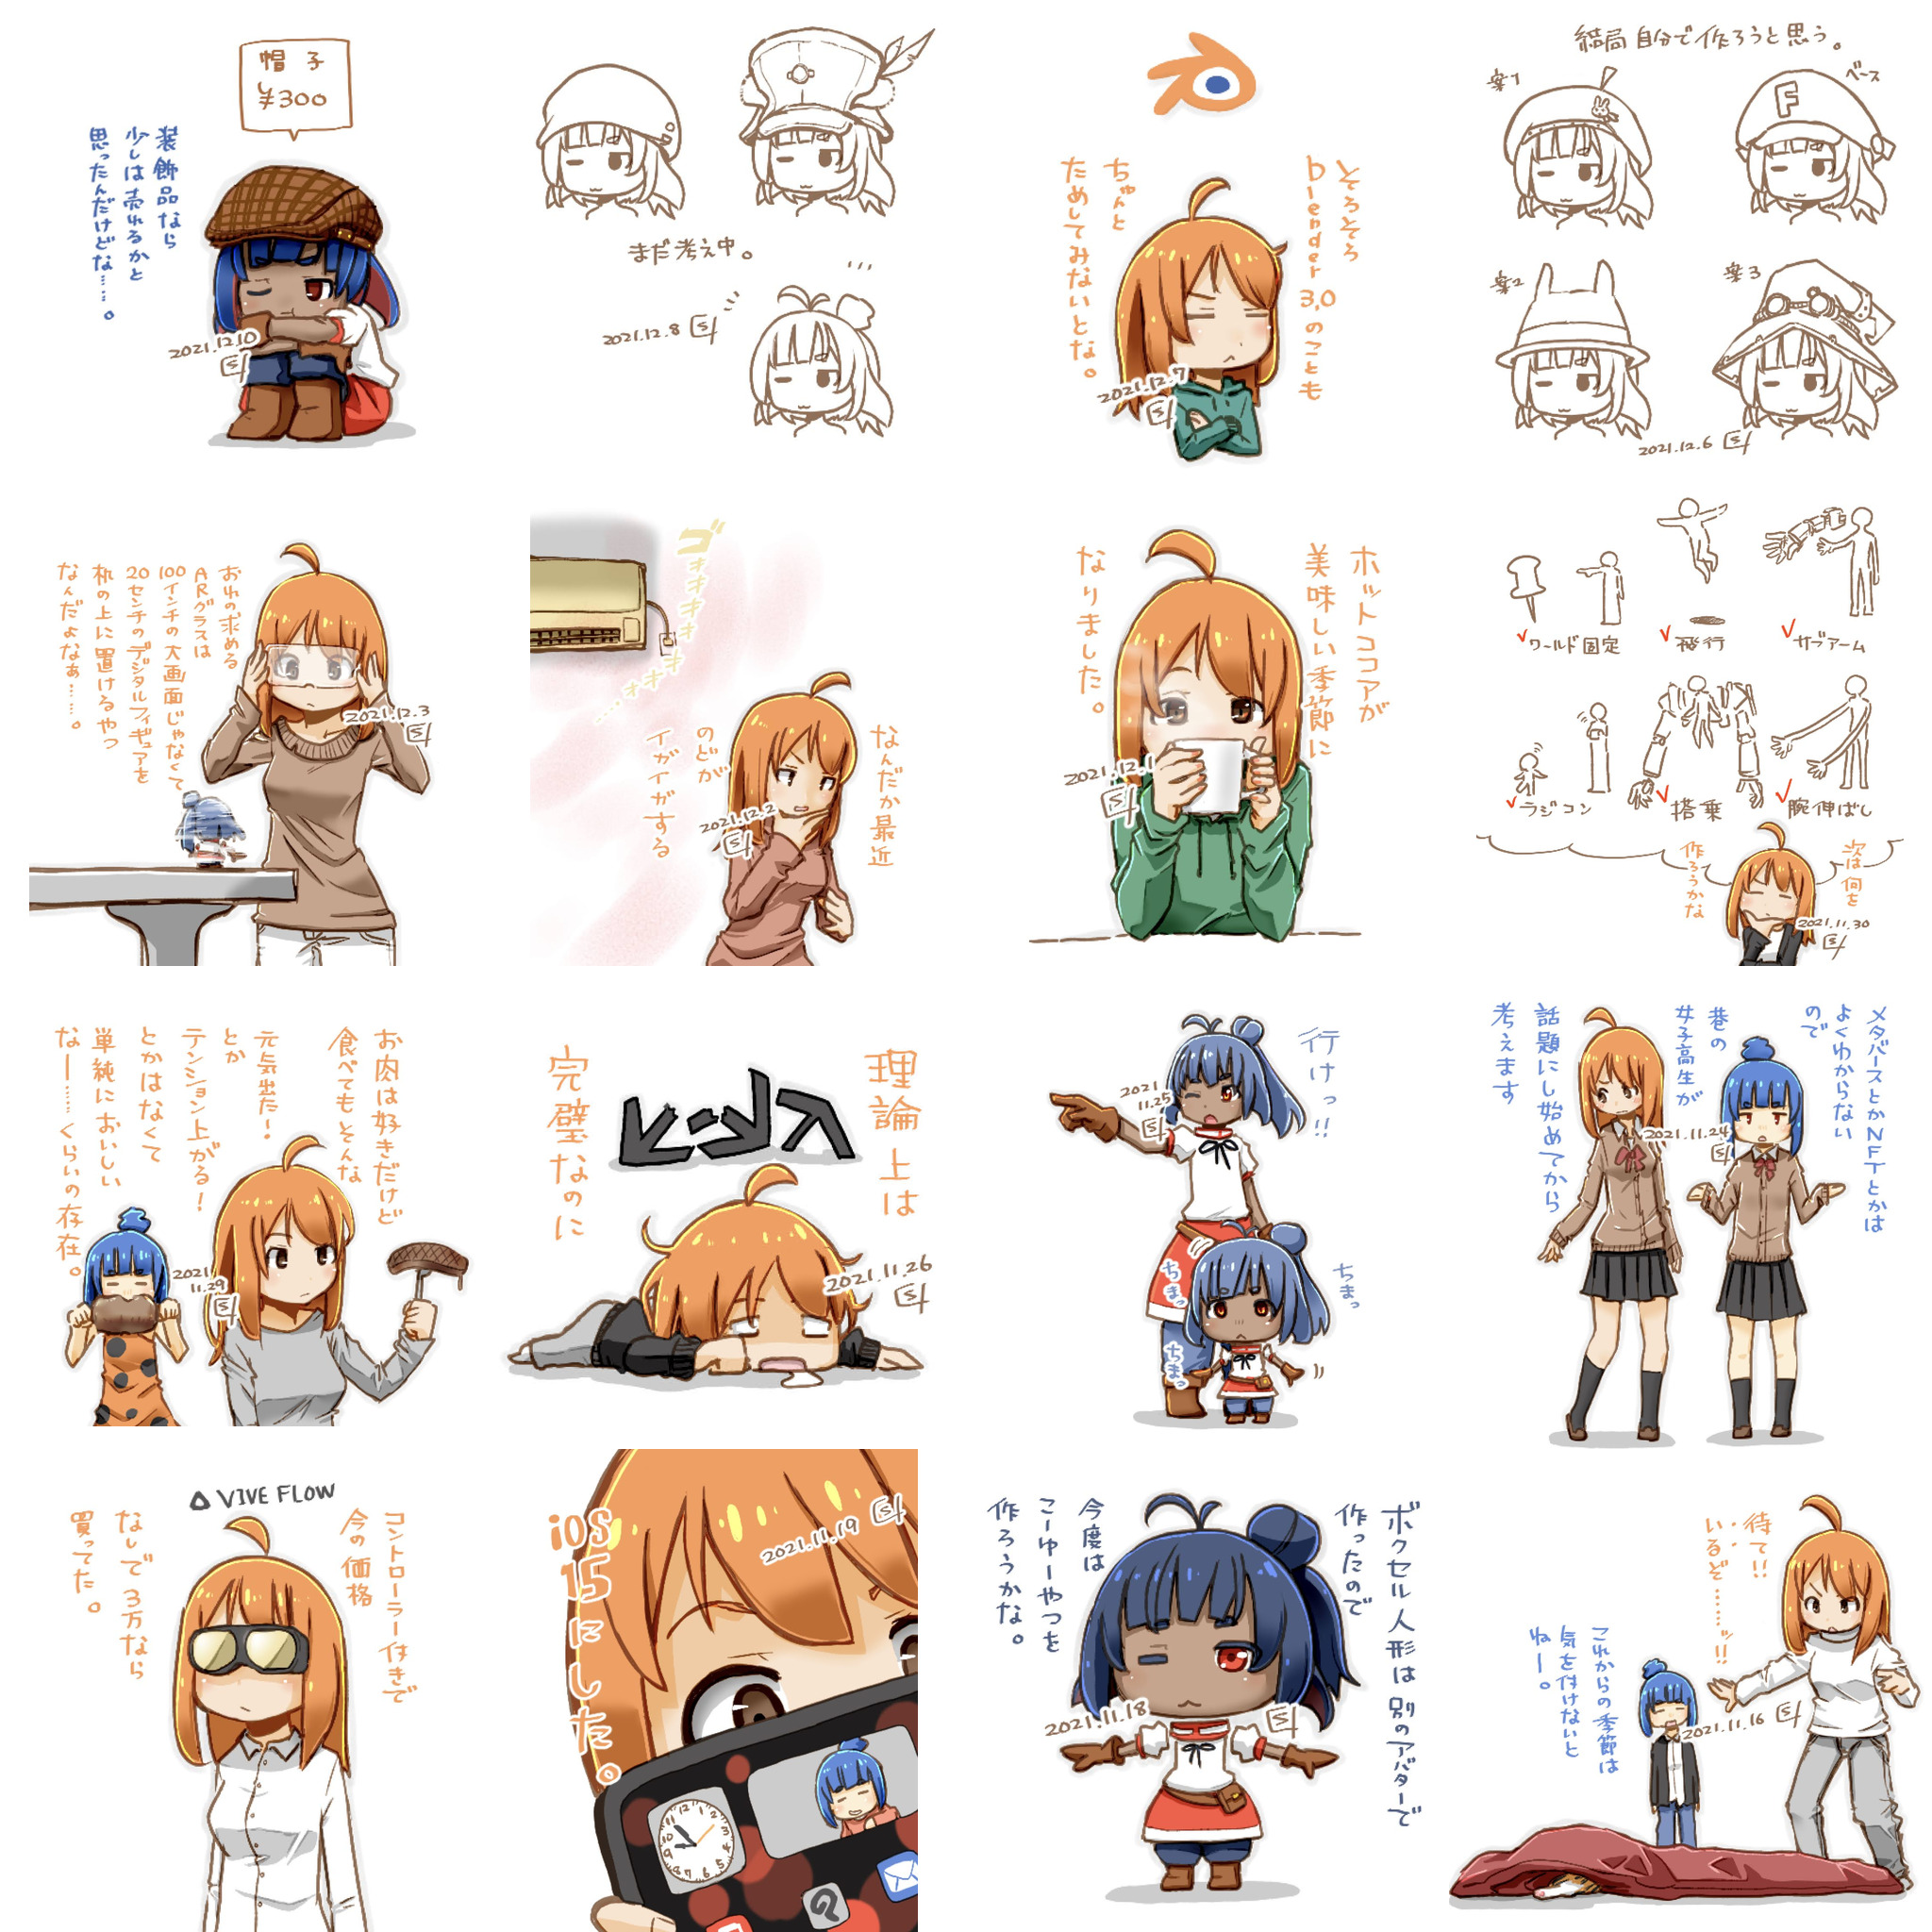 帽子
¥300
装飾品なら
少しは売れるかと
思ったんだけどな……。
2021.12.10
まだ考え中。
2021.12.8
そろそろ
blender3.0のことも
ちゃんと
ためしてみないとな。
2021.12.7
結局自分で作ろうと思う。
案1
ベース
F
案2
案3
2021.12.6
おれの求める
ARグラスは
100インチの大画面じゃなくて
20センチのデジタルフィギュアを
机の上に置けるやつ
なんだよなぁ……。
2021.12.3
ゴォォォォォォ……
なんだか最近
のどが
イガイガする
2021.12.2
ホットココアが
美味しい季節に
なりました。
2021.12.1
ワールド固定
飛行
サブアーム
ラジコン
搭乗
腕伸ばし
次は何を
作ろうかな
2021.11.30
お肉は好きだけど
食べてもそんな
元気出た!
とか
テンション上がる!
とかはなくて
単純においしい
なー……くらいの存在。
2021.11.29
理論上は
完璧なのに
2021.11.26
行けっ!!
2021.11.25
ちまっ
ちまっ
ちまっ
メタバースとかNFTとかは
よくわからない
ので
巷の
女子高生が
話題にし始めてから
考えます
2021.11.24
VIVE FLOW
コントローラー付きで
今の価格
なしで3万なら
買ってた。
iOS
15にした。
2021.11.19
12
1
2
3
4
5
6
7
8
9
10
11
ボクセル人形は別のアバターで
作ったので
今度は
こーゆーやつを
作ろうかな。
2021.11.18
待て!!
いるぞ………ッ!!
これからの季節は
気を付けないと
ねー。
2021.11.16